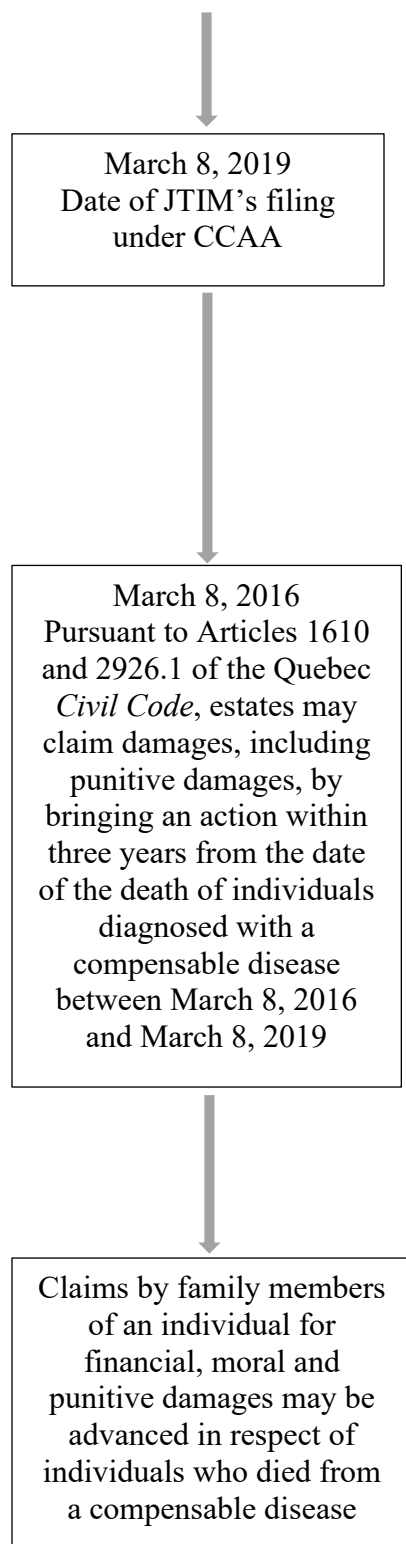 March 8, 2019
Date of JTIM’s filing
under CCAA
March 8, 2016
Pursuant to Articles 1610
and 2926.1 of the Quebec
Civil Code, estates may
claim damages, including
punitive damages, by
bringing an action within
three years from the date
of the death of individuals
diagnosed with a
compensable disease
between March 8, 2016
and March 8, 2019
Claims by family members
of an individual for
financial, moral and
punitive damages may be
advanced in respect of
individuals who died from
a compensable disease